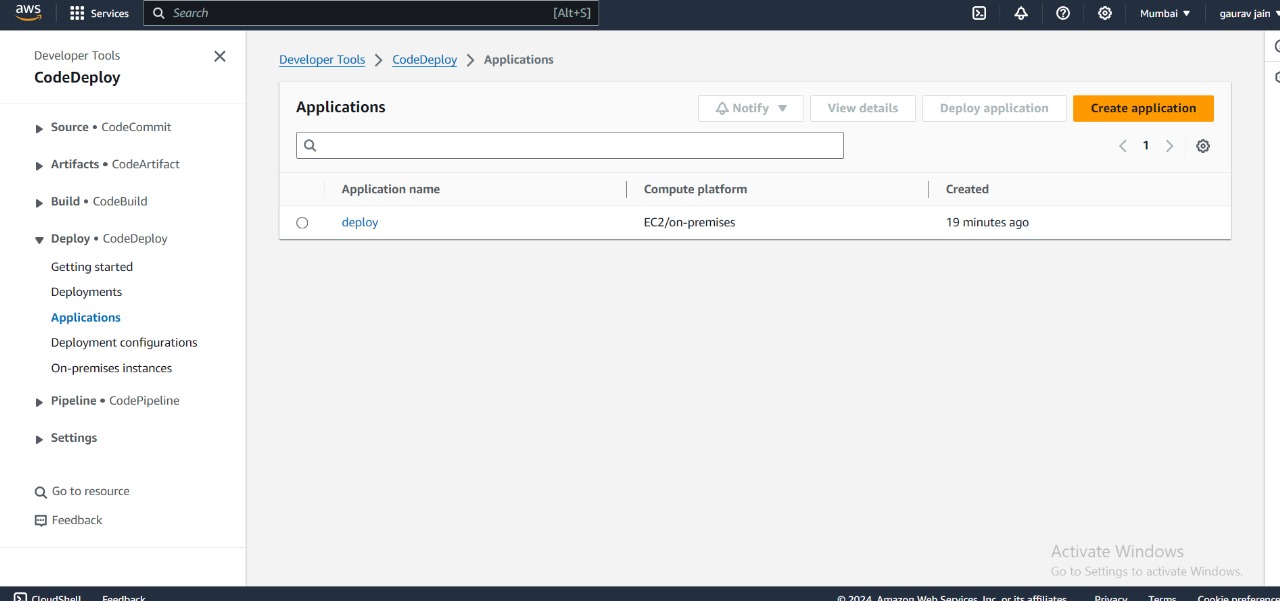 aws Services Search [Alt+S] Mumbai gaurav jain
Developer Tools
CodeDeploy
Source • CodeCommit
Artifacts • CodeArtifact
Build • CodeBuild
Deploy • CodeDeploy
Getting started
Deployments
Applications
Deployment configurations
On-premises instances
Pipeline • CodePipeline
Settings
Go to resource
Feedback
Developer Tools CodeDeploy Applications
Applications Notify View details Deploy application Create application
1
Application name Compute platform Created
deploy EC2/on-premises 19 minutes ago
Activate Windows
Go to Settings to activate Windows.
CloudShell Feedback © 2024, Amazon Web Services, Inc. or its affiliates. Privacy Terms Cookie preference